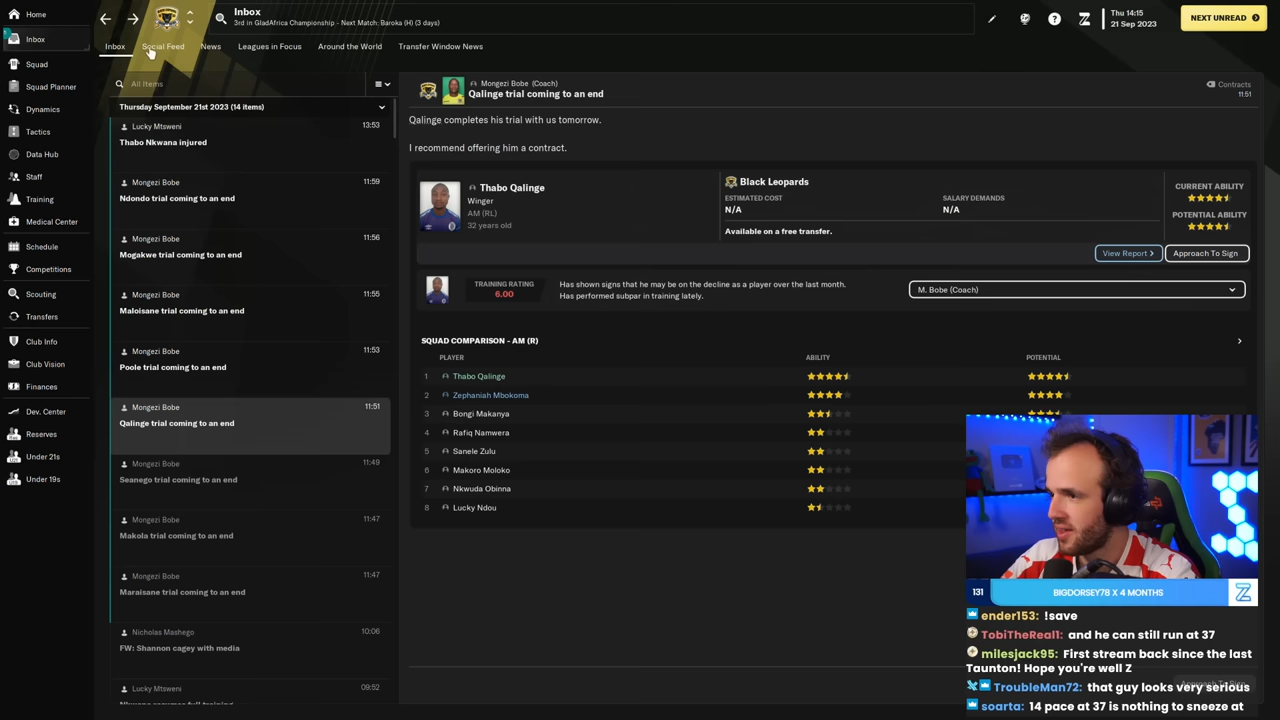 Home
Inbox
Squad
Squad Planner
Dynamics
Tactics
Data Hub
Staff
Training
Medical Center
Schedule
Competitions
Scouting
Transfers
Club Info
Club Vision
Finances
Dev. Center
Reserves
Under 21s
Under 19s
Inbox
3rd in GladAfrica Championship - Next Match: Baroka (H) (3 days)
Thu 14:15
21 Sep 2023
NEXT UNREAD
Inbox
Social Feed
News
Leagues in Focus
Around the World
Transfer Window News
All Items
Thursday September 21st 2023 (14 items)
Lucky Mtsweni 13:53
Thabo Nkwana injured
Mongezi Bobe 11:59
Ndondo trial coming to an end
Mongezi Bobe 11:56
Mogakwe trial coming to an end
Mongezi Bobe 11:55
Maloisane trial coming to an end
Mongezi Bobe 11:53
Poole trial coming to an end
Mongezi Bobe 11:51
Qalinge trial coming to an end
Mongezi Bobe 11:49
Seanego trial coming to an end
Mongezi Bobe 11:47
Makola trial coming to an end
Mongezi Bobe 11:47
Maraisane trial coming to an end
Nicholas Mashego 10:06
FW: Shannon cagey with media
Lucky Mtsweni 09:52
Mongezi Bobe (Coach)
Qalinge trial coming to an end
Contracts
11:51
Qalinge completes his trial with us tomorrow.
I recommend offering him a contract.
Thabo Qalinge
Winger
AM (RL)
32 years old
Black Leopards
ESTIMATED COST
N/A
SALARY DEMANDS
N/A
Available on a free transfer.
CURRENT ABILITY
POTENTIAL ABILITY
View Report
Approach To Sign
TRAINING RATING
6.00
Has shown signs that he may be on the decline as a player over the last month.
Has performed subpar in training lately.
M. Bobe (Coach)
SQUAD COMPARISON - AM (R)
PLAYER ABILITY POTENTIAL
1 Thabo Qalinge
2 Zephaniah Mbokoma
3 Bongi Makanya
4 Rafiq Namwera
5 Sanele Zulu
6 Makoro Moloko
7 Nkwuda Obinna
8 Lucky Ndou
131 BIGDORSEY78 X 4 MONTHS
Z
ender153: !save
TobiTheReal1: and he can still run at 37
milesjack95: First stream back since the last
Taunton! Hope you're well Z
TroubleMan72: that guy looks very serious
soarta: 14 pace at 37 is nothing to sneeze at